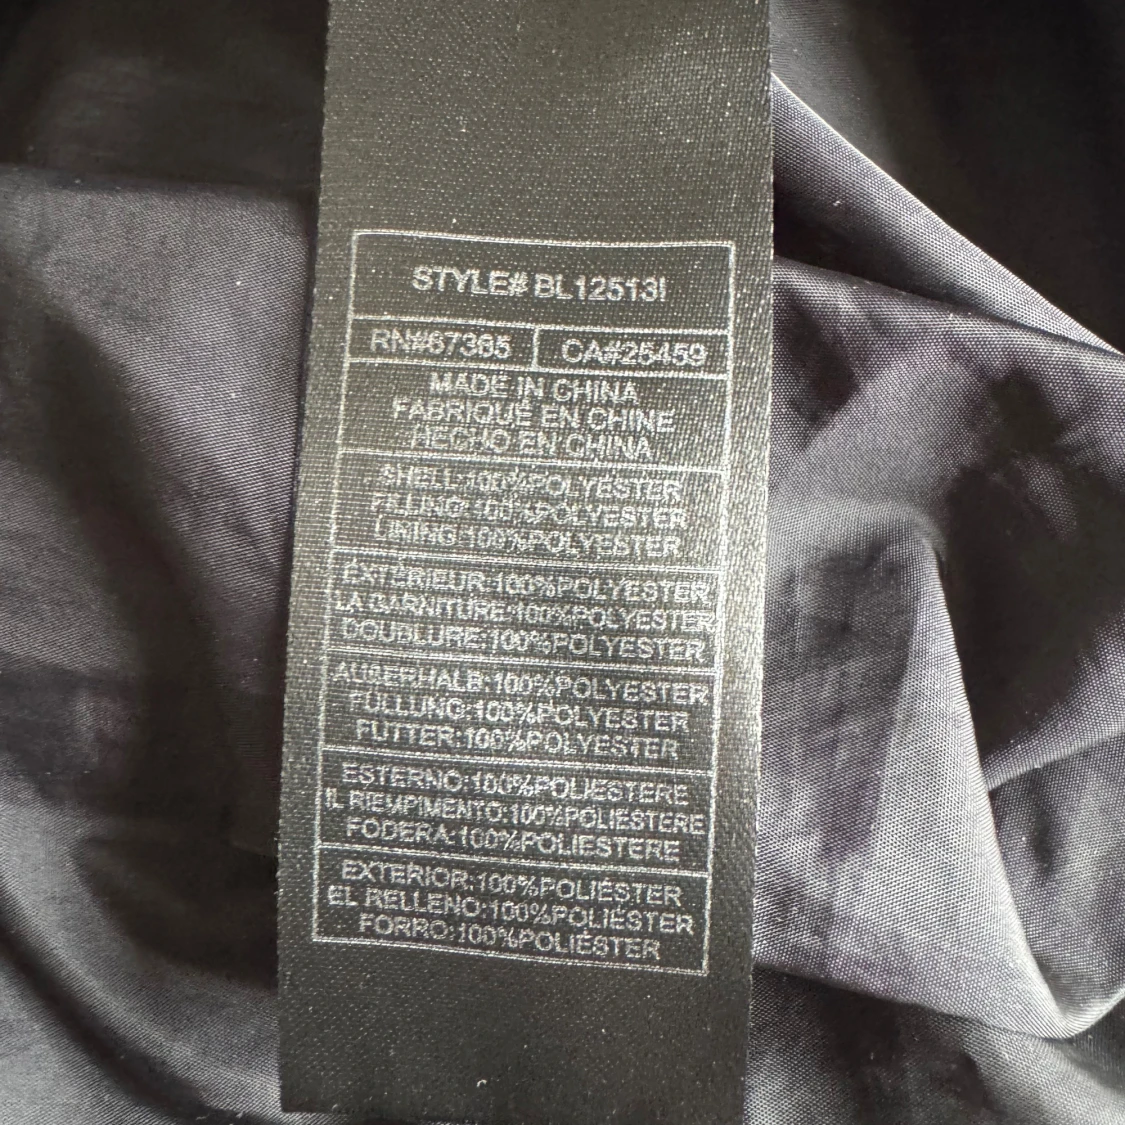 STYLE# BL12513I
RN#67365 CA#25459
MADE IN CHINA
FABRIQUÉ EN CHINE
HECHO EN CHINA
SHELL:100%POLYESTER
FILLING:100%POLYESTER
LINING:100%POLYESTER
EXTÉRIEUR:100%POLYESTER
LA GARNITURE:100%POLYESTER
DOUBLURE:100%POLYESTER
AUßERHALB:100%POLYESTER
FÜLLUNG:100%POLYESTER
FUTTER:100%POLYESTER
ESTERNO:100%POLIESTERE
IL RIEMPIMENTO:100%POLIESTERE
FODERA:100%POLIESTERE
EXTERIOR:100%POLIÉSTER
EL RELLENO:100%POLIÉSTER
FORRO:100%POLIÉSTER